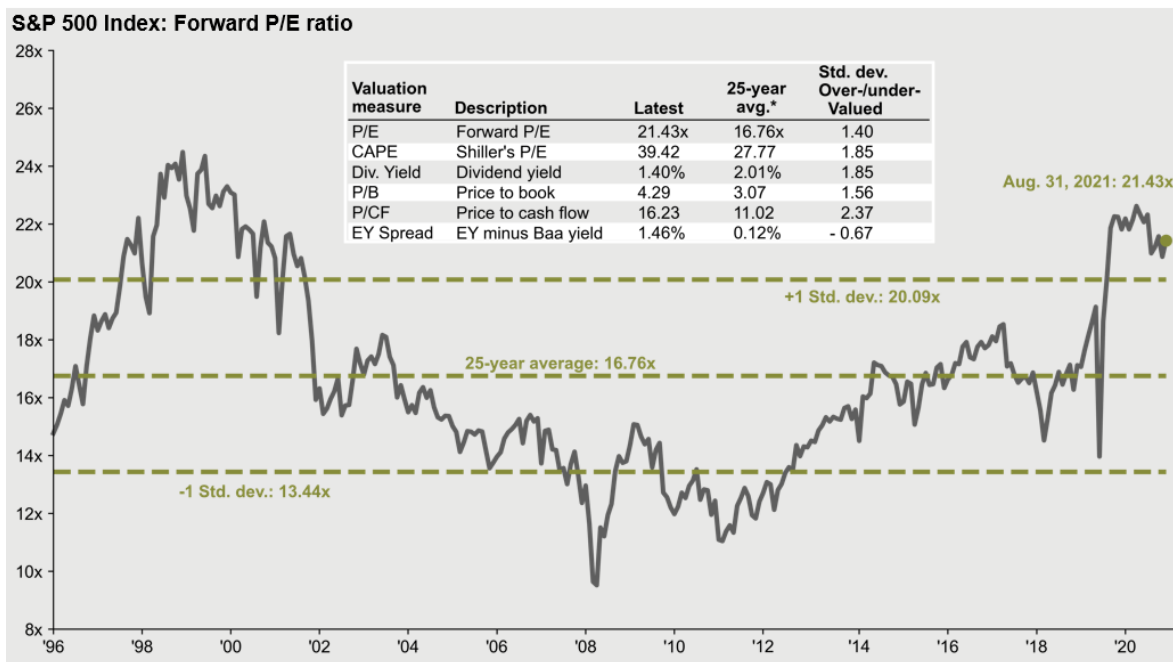 S&P 500 Index: Forward P/E ratio
28x
26x
24x
22x
20x
18x
16x
14x
12x
10x
8x
Valuation measure Description Latest 25-year avg.* Std. dev. Over-/under-Valued
P/E Forward P/E 21.43x 16.76x 1.40
CAPE Shiller's P/E 39.42 27.77 1.85
Div. Yield Dividend yield 1.40% 2.01% 1.85
P/B Price to book 4.29 3.07 1.56
P/CF Price to cash flow 16.23 11.02 2.37
EY Spread EY minus Baa yield 1.46% 0.12% - 0.67
Aug. 31, 2021: 21.43x
+1 Std. dev.: 20.09x
25-year average: 16.76x
-1 Std. dev.: 13.44x
'96 '98 '00 '02 '04 '06 '08 '10 '12 '14 '16 '18 '20